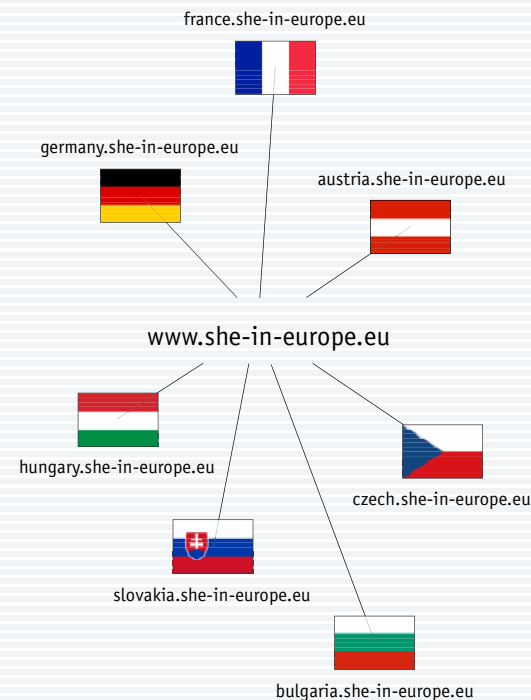 france.she-in-europe.eu
germany.she-in-europe.eu
austria.she-in-europe.eu
www.she-in-europe.eu
hungary.she-in-europe.eu
czech.she-in-europe.eu
slovakia.she-in-europe.eu
bulgaria.she-in-europe.eu